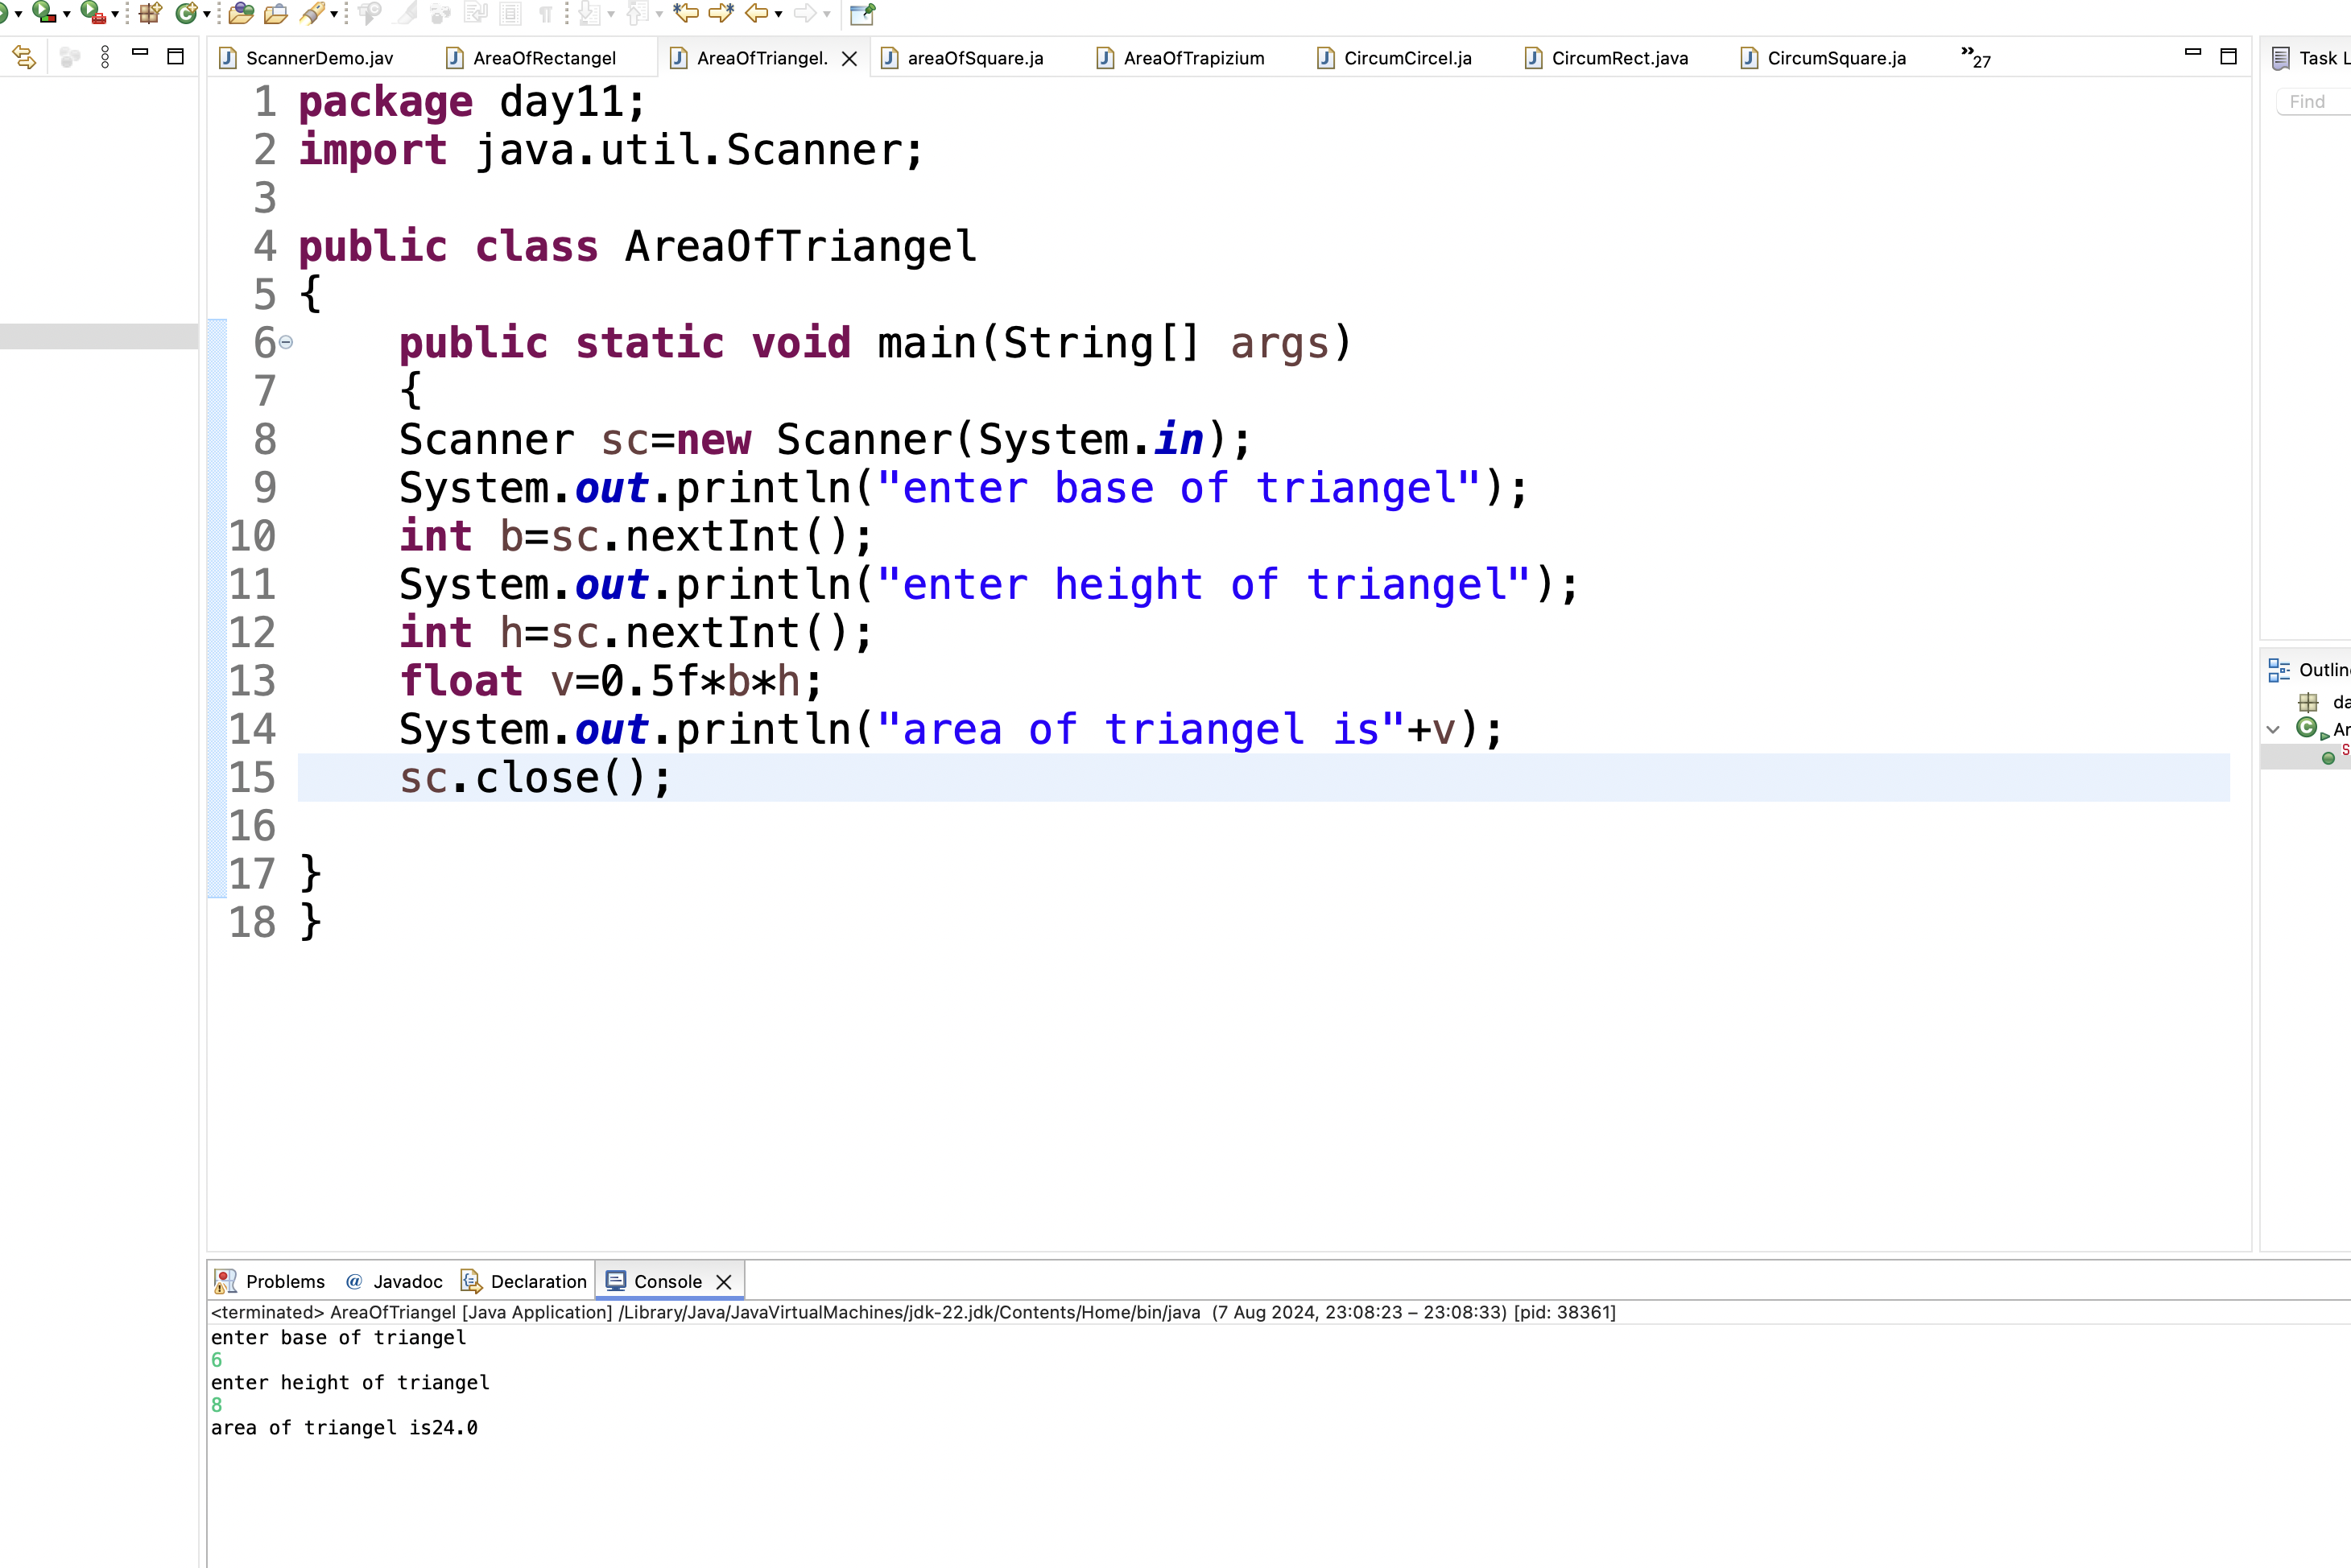 ScannerDemo.jav AreaOfRectangel AreaOfTriangel. areaOfSquare.ja AreaOfTrapizium CircumCircel.ja CircumRect.java CircumSquare.ja »27 Task L
Find
1 package day11;
2 import java.util.Scanner;
3
4 public class AreaOfTriangel
5 {
6 public static void main(String[] args)
7 {
8 Scanner sc=new Scanner(System.in);
9 System.out.println("enter base of triangel");
10 int b=sc.nextInt();
11 System.out.println("enter height of triangel");
12 int h=sc.nextInt();
13 float v=0.5f*b*h;
14 System.out.println("area of triangel is"+v);
15 sc.close();
16
17 }
18 }
Outlin
da
Ar
S
Problems @ Javadoc Declaration Console
<terminated> AreaOfTriangel [Java Application] /Library/Java/JavaVirtualMachines/jdk-22.jdk/Contents/Home/bin/java (7 Aug 2024, 23:08:23 – 23:08:33) [pid: 38361]
enter base of triangel
6
enter height of triangel
8
area of triangel is24.0